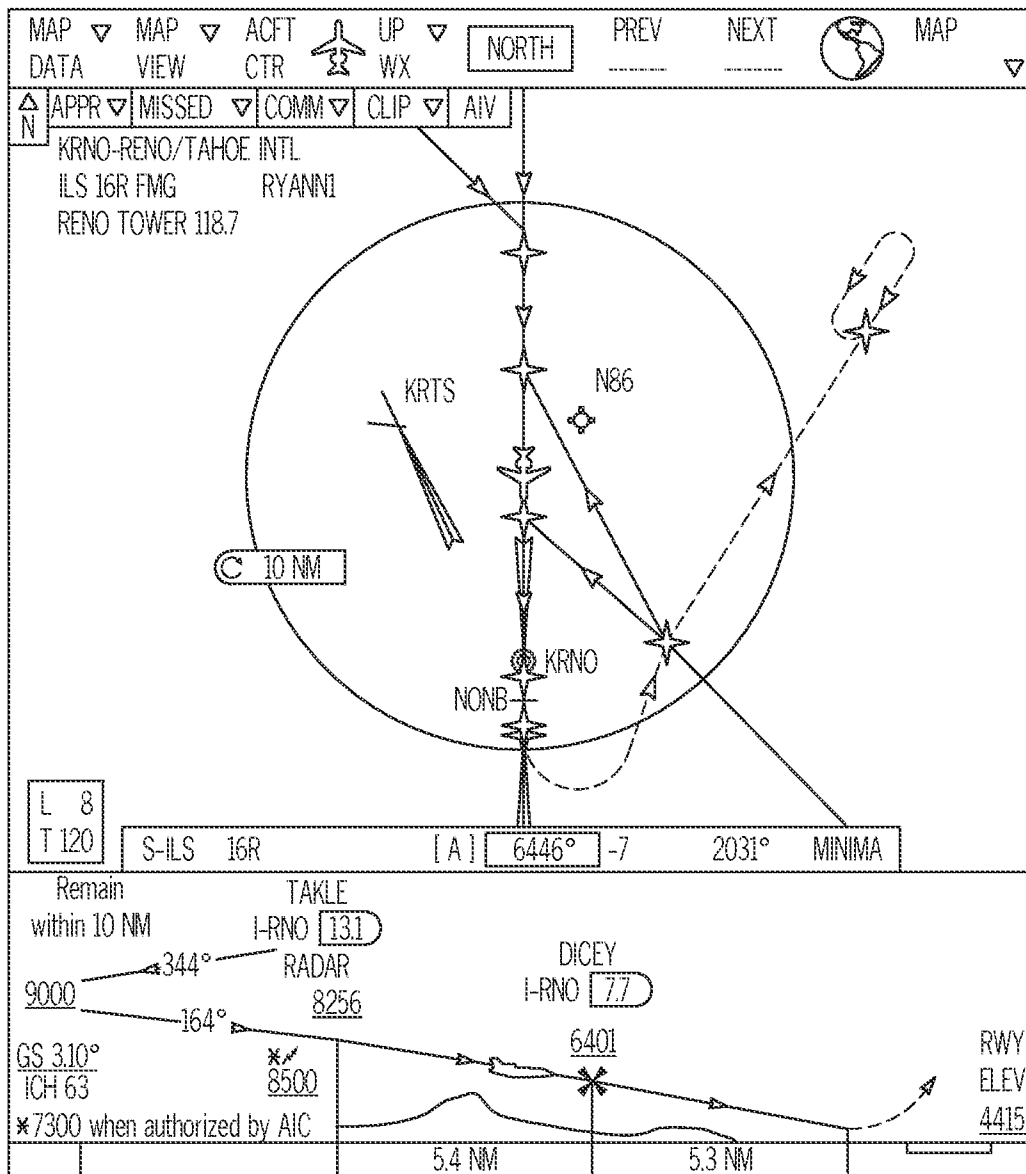 MAP DATA
MAP VIEW
ACFT CTR
UP WX
NORTH
PREV
NEXT
MAP
N
APPR
MISSED
COMM
CLIP
AIV
KRNO-RENO/TAHOE INTL
ILS 16R FMG RYANN1
RENO TOWER 118.7
KRTS
N86
10 NM
KRNO
NONB
L 8
T 120
S-ILS 16R [ A ] 6446° -7 2031° MINIMA
Remain
within 10 NM
TAKLE
I-RNO 13.1
RADAR
8256
344°
9000
164°
DICEY
I-RNO 7.7
6401
GS 3.10°
ICH 63
8500
*7300 when authorized by AIC
RWY
ELEV
4415
5.4 NM
5.3 NM